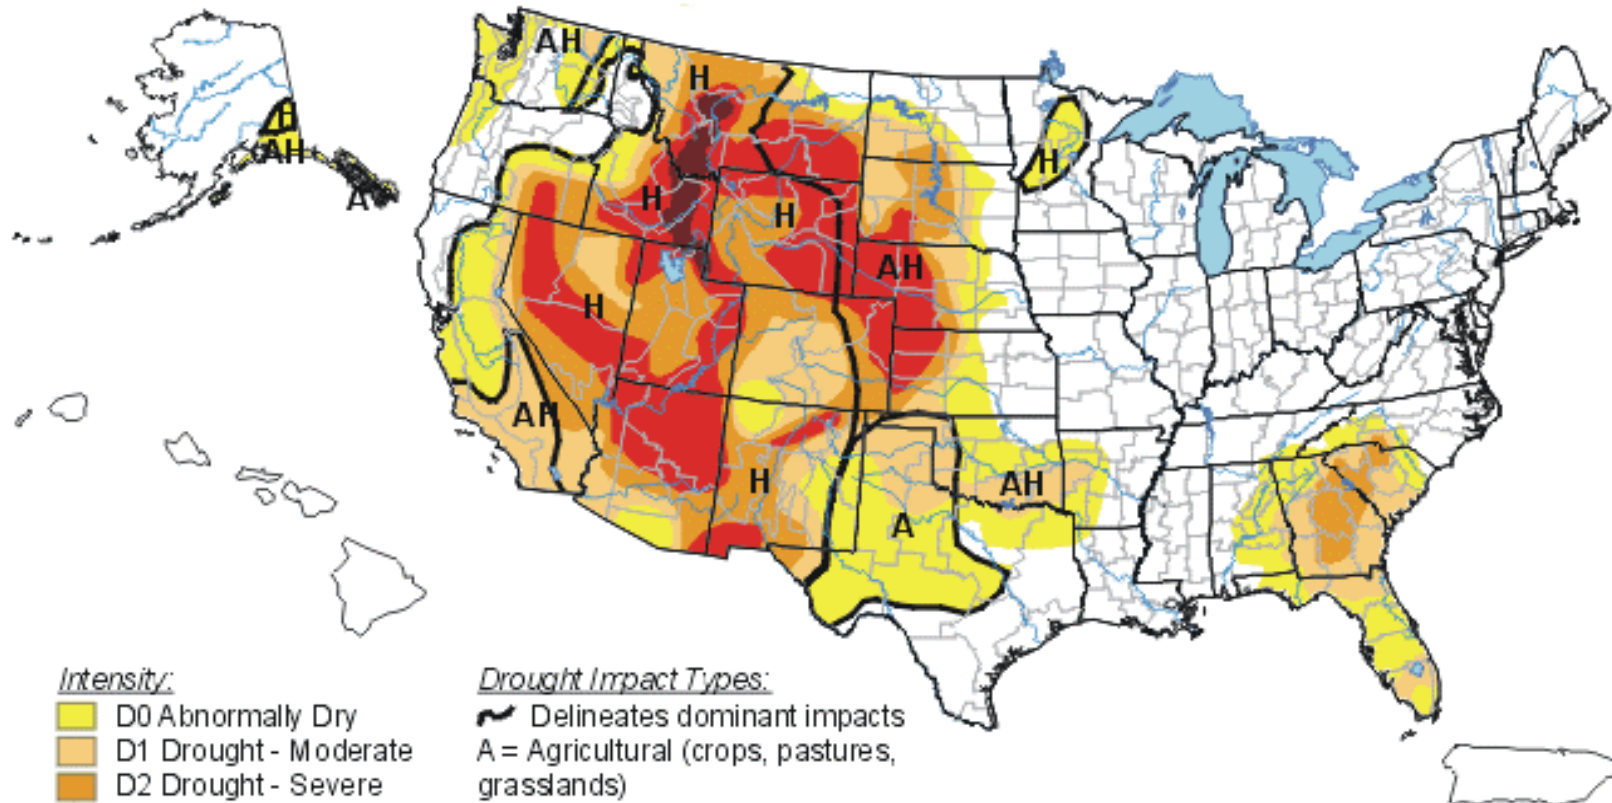 AH
H
AH
A
H
H
H
H
H
AH
H
AH
H
A
AH
Intensity:
D0 Abnormally Dry
D1 Drought - Moderate
D2 Drought - Severe
Drought Impact Types:
Delineates dominant impacts
A = Agricultural (crops, pastures,
grasslands)